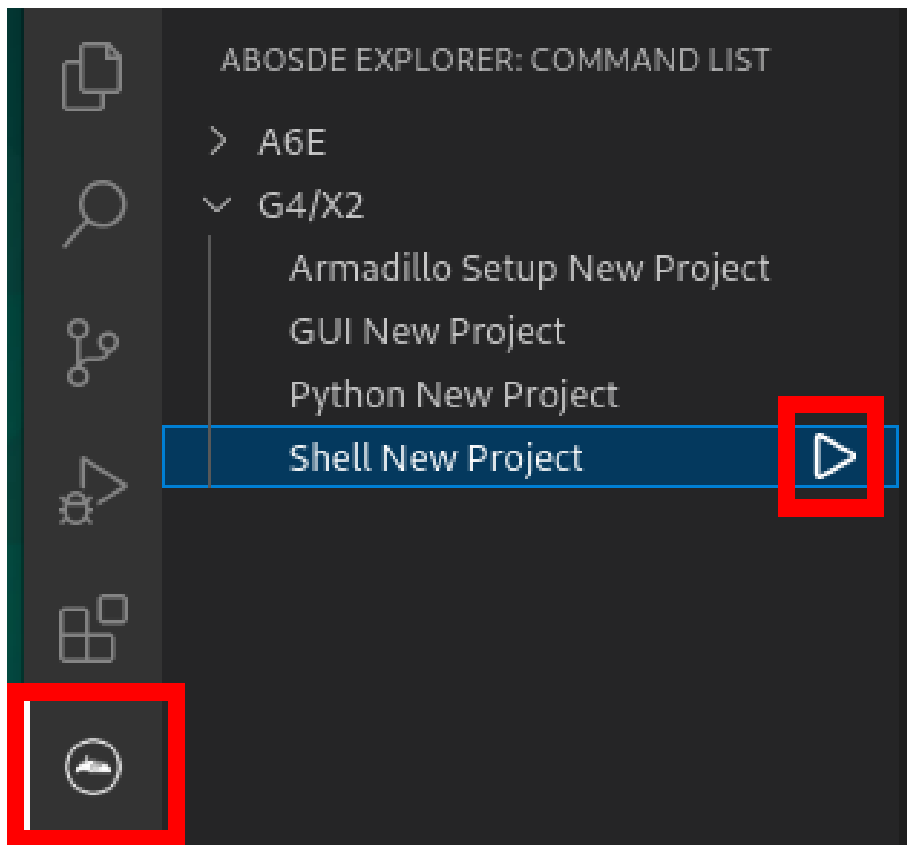 ABOSDE EXPLORER: COMMAND LIST
A6E
G4/X2
Armadillo Setup New Project
GUI New Project
Python New Project
Shell New Project